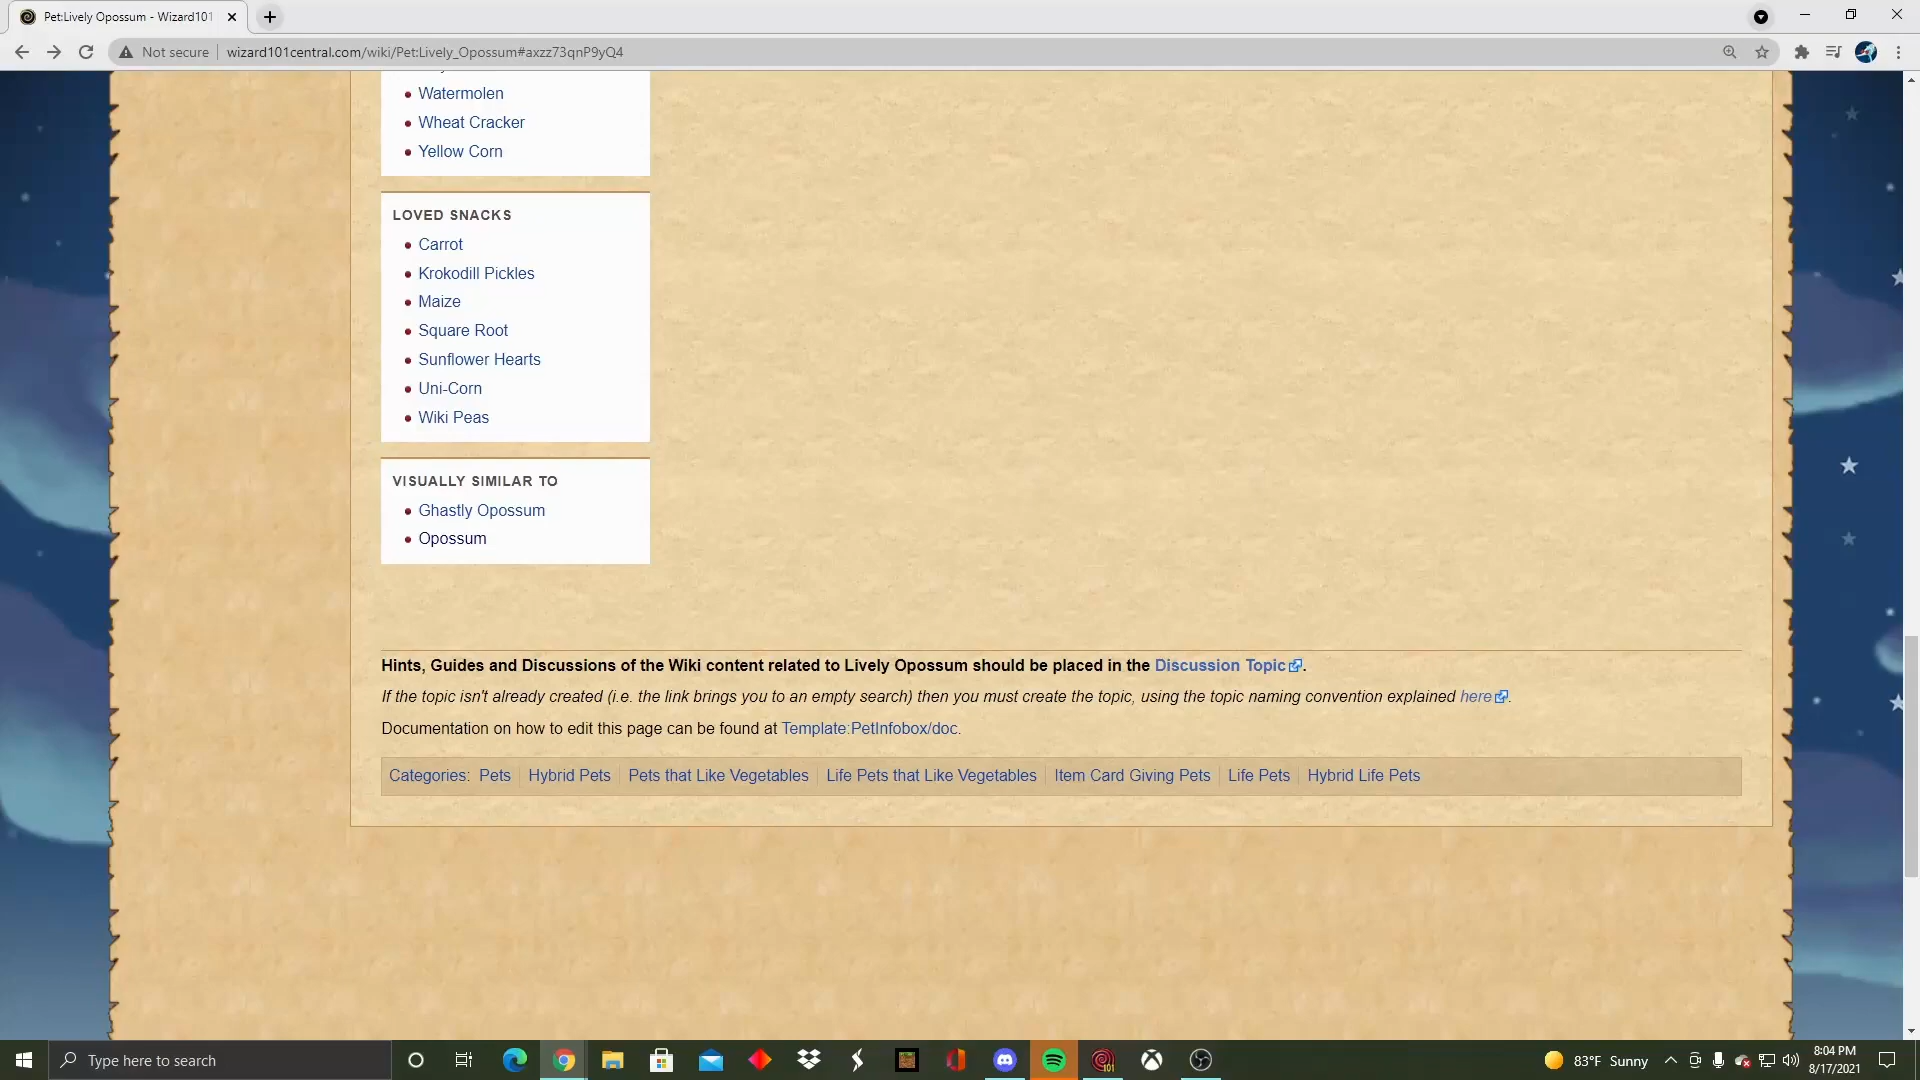 Pet:Lively Opossum - Wizard101
Not secure
wizard101central.com/wiki/Pet:Lively_Opossum#axzz73qnP9yQ4
Watermolen
Wheat Cracker
Yellow Corn
LOVED SNACKS
Carrot
Krokodill Pickles
Maize
Square Root
Sunflower Hearts
Uni-Corn
Wiki Peas
VISUALLY SIMILAR TO
Ghastly Opossum
Opossum
Hints, Guides and Discussions of the Wiki content related to Lively Opossum should be placed in the Discussion Topic.
If the topic isn't already created (i.e. the link brings you to an empty search) then you must create the topic, using the topic naming convention explained here.
Documentation on how to edit this page can be found at Template:PetInfobox/doc.
Categories: Pets Hybrid Pets Pets that Like Vegetables Life Pets that Like Vegetables Item Card Giving Pets Life Pets Hybrid Life Pets
Type here to search
101
83°F Sunny
8:04 PM
8/17/2021